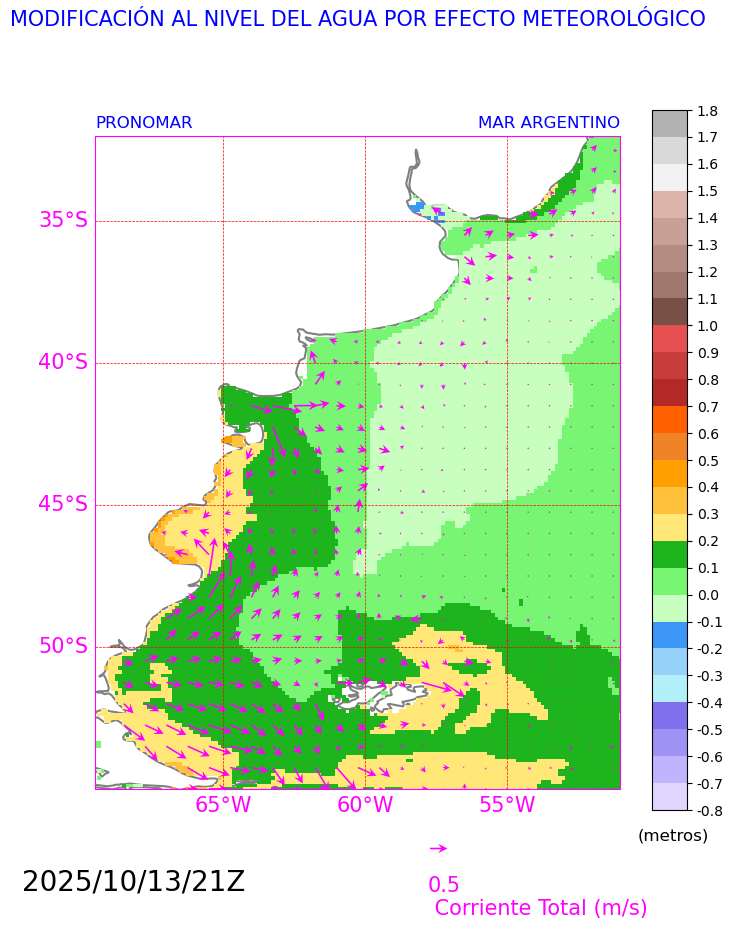 MODIFICACIÓN AL NIVEL DEL AGUA POR EFECTO METEOROLÓGICO
PRONOMAR MAR ARGENTINO
35°S
40°S
45°S
50°S
65°W 60°W 55°W
1.8
1.7
1.6
1.5
1.4
1.3
1.2
1.1
1.0
0.9
0.8
0.7
0.6
0.5
0.4
0.3
0.2
0.1
0.0
-0.1
-0.2
-0.3
-0.4
-0.5
-0.6
-0.7
-0.8
(metros)
2025/10/13/21Z
0.5
Corriente Total (m/s)